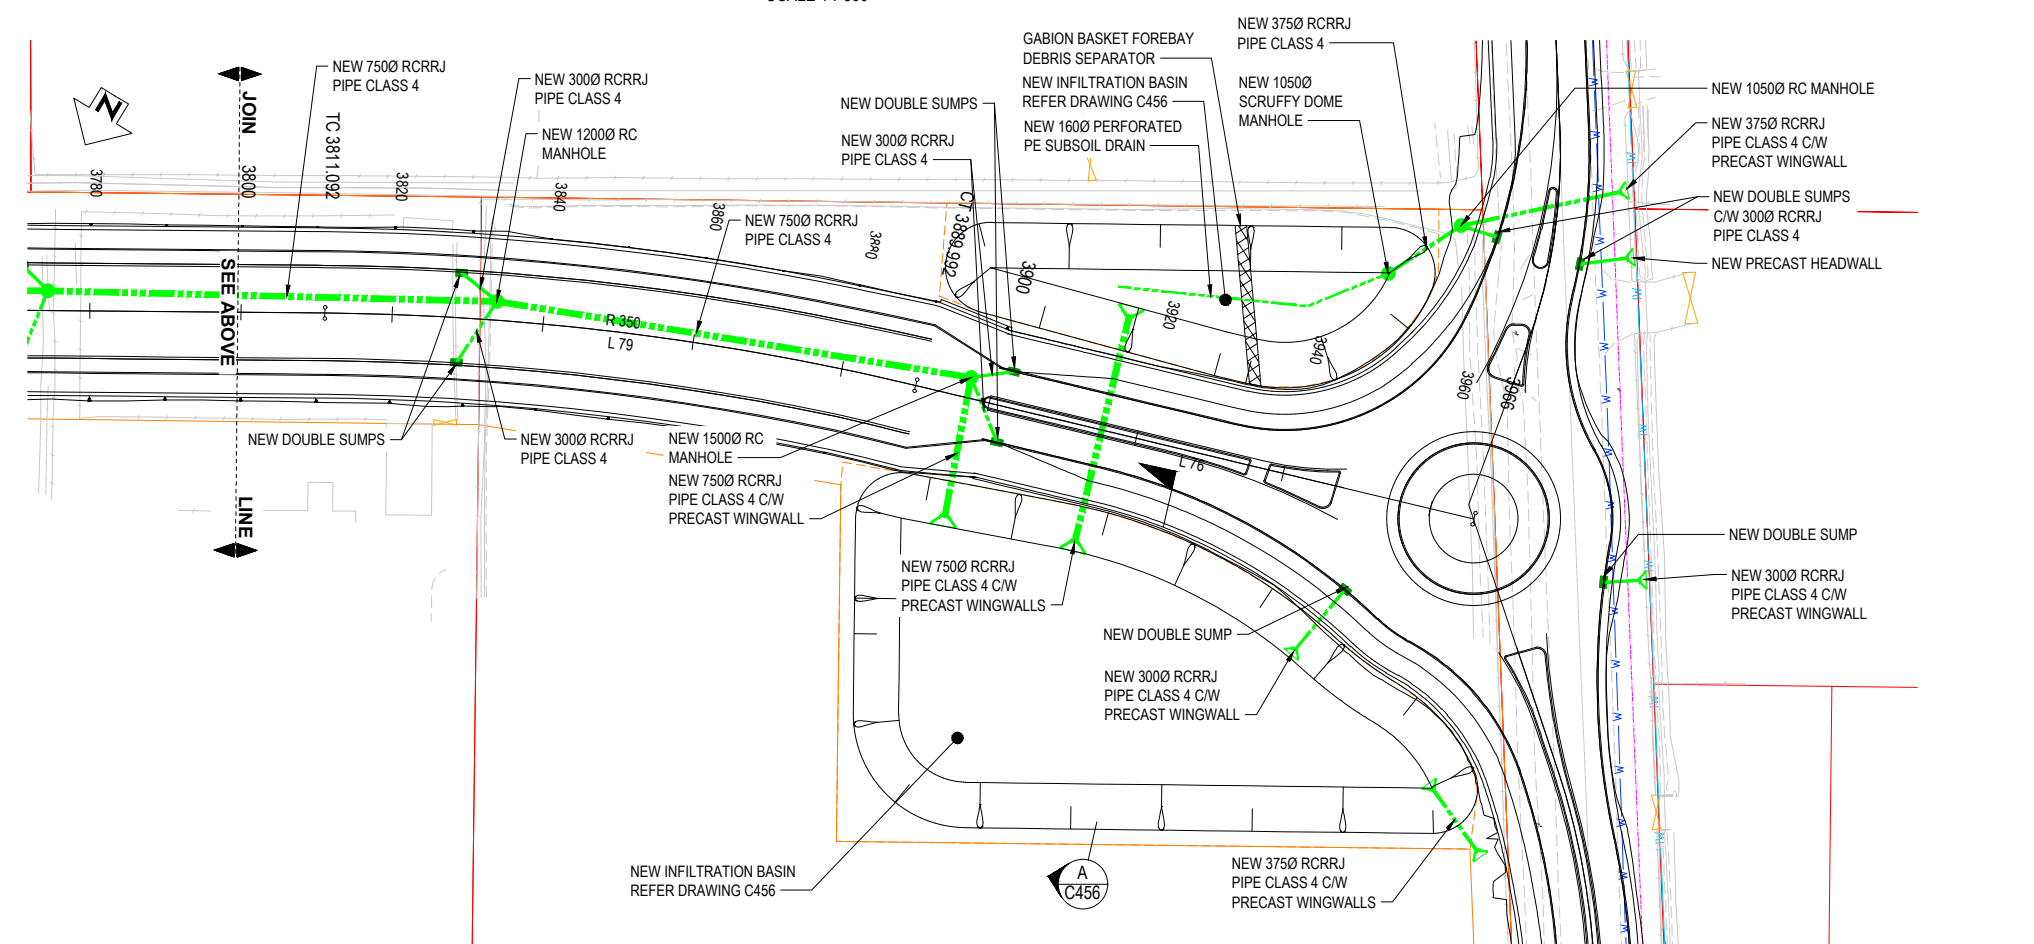 NEW 375Ø RCRRJ
PIPE CLASS 4
GABION BASKET FOREBAY
DEBRIS SEPARATOR
NEW INFILTRATION BASIN
REFER DRAWING C456
NEW 160Ø PERFORATED
PE SUBSOIL DRAIN
NEW 1050Ø
SCRUFFY DOME
MANHOLE
NEW 750Ø RCRRJ
PIPE CLASS 4
NEW 300Ø RCRRJ
PIPE CLASS 4
NEW 1200Ø RC
MANHOLE
NEW DOUBLE SUMPS
NEW 300Ø RCRRJ
PIPE CLASS 4
NEW 1050Ø RC MANHOLE
NEW 375Ø RCRRJ
PIPE CLASS 4 C/W
PRECAST WINGWALL
NEW DOUBLE SUMPS
C/W 300Ø RCRRJ
PIPE CLASS 4
NEW PRECAST HEADWALL
N
JOIN
SEE ABOVE
LINE
TC 3811.092
3780
3800
3820
3840
3860
3880
CT 3889.992
3900
3920
3940
3960
3966
NEW 750Ø RCRRJ
PIPE CLASS 4
R 350
L 79
L 76
NEW DOUBLE SUMPS
NEW 300Ø RCRRJ
PIPE CLASS 4
NEW 1500Ø RC
MANHOLE
NEW 750Ø RCRRJ
PIPE CLASS 4 C/W
PRECAST WINGWALL
NEW 750Ø RCRRJ
PIPE CLASS 4 C/W
PRECAST WINGWALLS
NEW DOUBLE SUMP
NEW 300Ø RCRRJ
PIPE CLASS 4 C/W
PRECAST WINGWALL
NEW DOUBLE SUMP
NEW 300Ø RCRRJ
PIPE CLASS 4 C/W
PRECAST WINGWALL
NEW INFILTRATION BASIN
REFER DRAWING C456
A
C456
NEW 375Ø RCRRJ
PIPE CLASS 4 C/W
PRECAST WINGWALLS
W
W
W
W
W
W
W
W
W
W
W
W
W